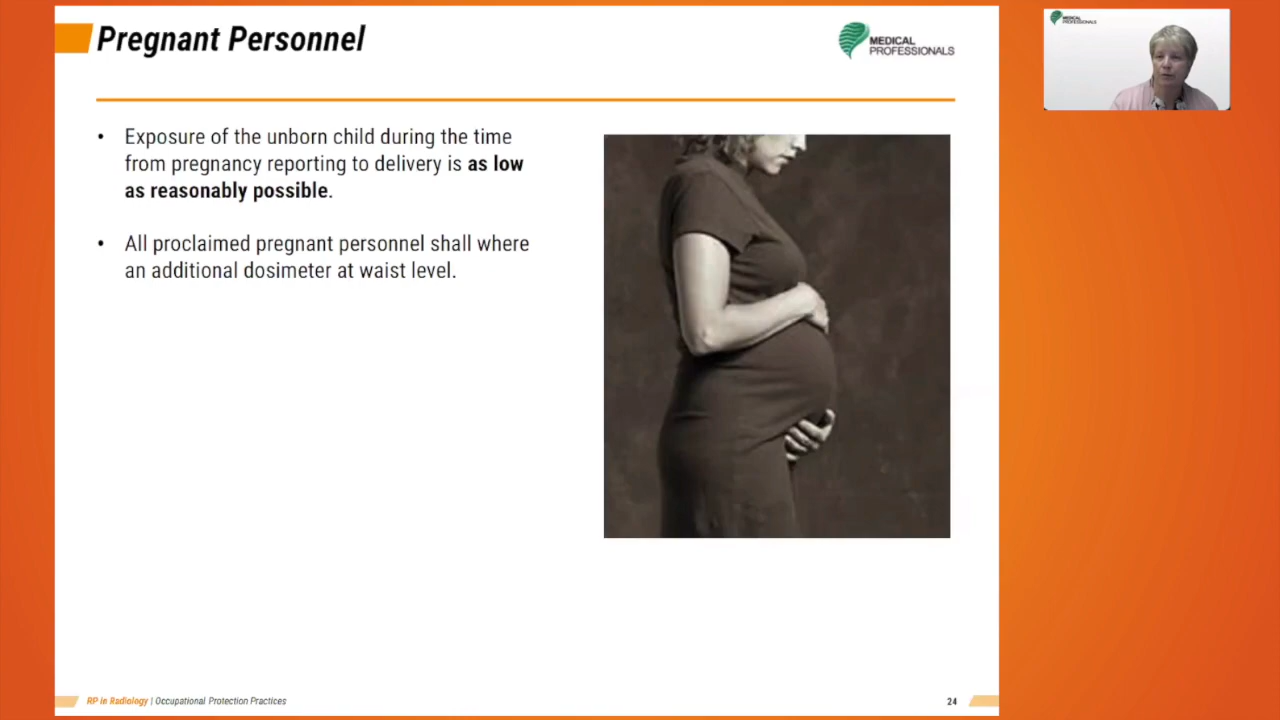 Pregnant Personnel
MEDICAL
PROFESSIONALS
MEDICAL
PROFESSIONALS
• Exposure of the unborn child during the time
from pregnancy reporting to delivery is as low
as reasonably possible.
• All proclaimed pregnant personnel shall where
an additional dosimeter at waist level.
RP in Radiology | Occupational Protection Practices
24